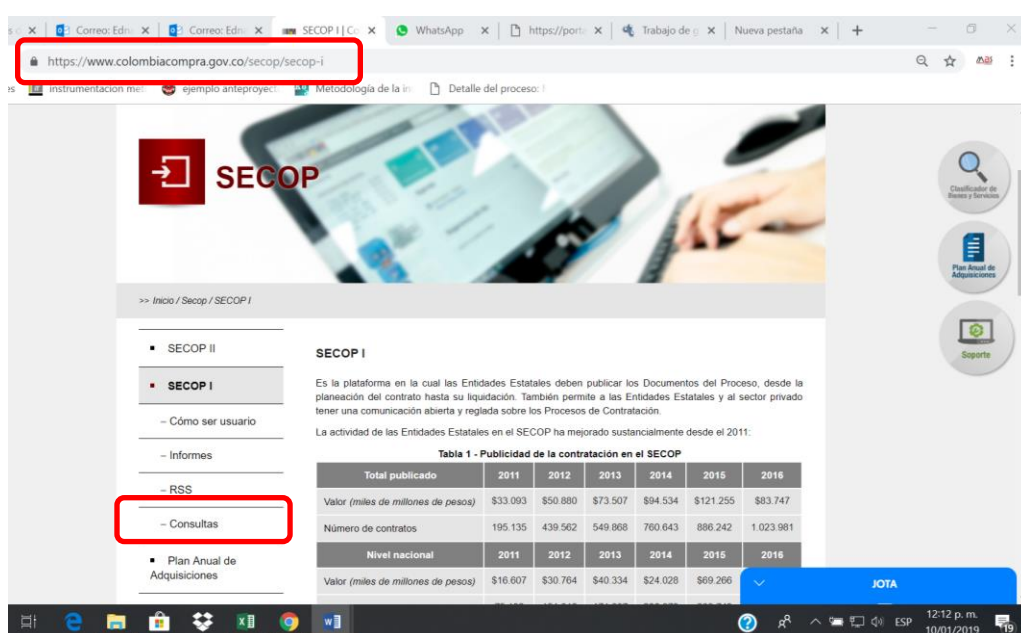 Correo: Edna
Correo: Edna
SECOP I | Co
WhatsApp
https://porta
Trabajo de g
Nueva pestaña
https://www.colombiacompra.gov.co/secop/secop-i
es
instrumentacion met
ejemplo anteproyect
Metodología de la in
Detalle del proceso:
SECOP
Clasificador de
Bienes y Servicios
Plan Anual de
Adquisiciones
Soporte
>> Inicio / Secop / SECOP I
▪ SECOP II
▪ SECOP I
– Cómo ser usuario
– Informes
– RSS
– Consultas
▪ Plan Anual de
Adquisiciones
SECOP I
Es la plataforma en la cual las Entidades Estatales deben publicar los Documentos del Proceso, desde la
planeación del contrato hasta su liquidación. También permite a las Entidades Estatales y al sector privado
tener una comunicación abierta y reglada sobre los Procesos de Contratación.
La actividad de las Entidades Estatales en el SECOP ha mejorado sustancialmente desde el 2011:
Tabla 1 - Publicidad de la contratación en el SECOP
Total publicado 2011 2012 2013 2014 2015 2016
Valor (miles de millones de pesos) $33.093 $50.880 $73.507 $94.534 $121.255 $83.747
Número de contratos 195.135 439.562 549.868 760.643 886.242 1.023.981
Nivel nacional 2011 2012 2013 2014 2015 2016
Valor (miles de millones de pesos) $16.607 $30.764 $40.334 $24.028 $69.266
JOTA
ESP
12:12 p. m.
10/01/2019
19